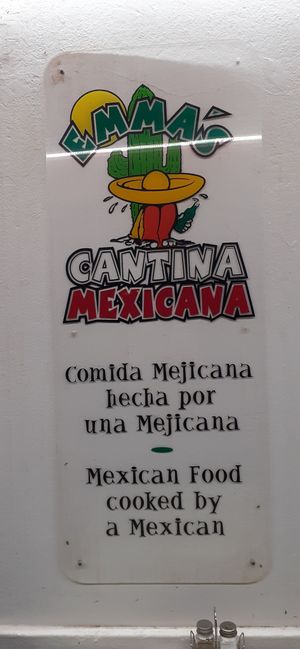 EMMA'S
CANTINA
MEXICANA
Comida Mejicana
hecha por
una Mejicana
Mexican Food
cooked by
a Mexican